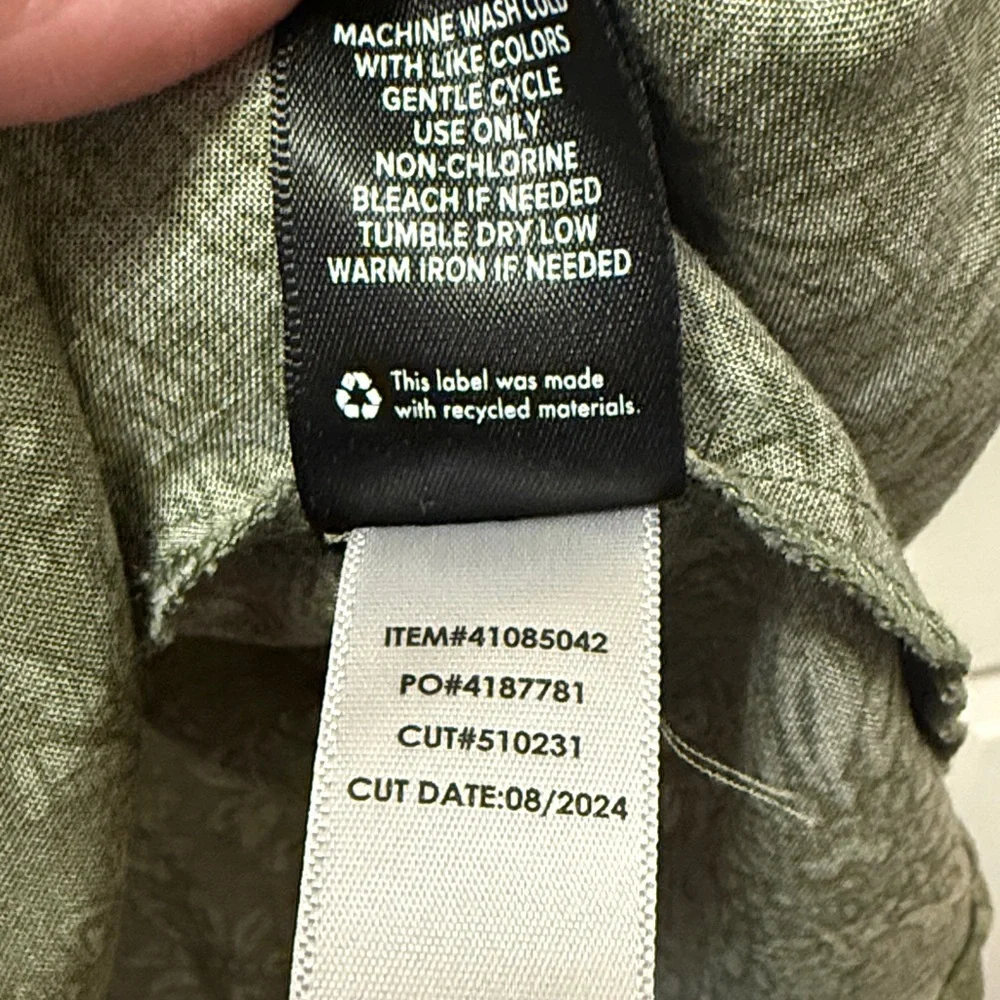 MACHINE WASH COLD
WITH LIKE COLORS
GENTLE CYCLE
USE ONLY
NON-CHLORINE
BLEACH IF NEEDED
TUMBLE DRY LOW
WARM IRON IF NEEDED
This label was made
with recycled materials.
ITEM#41085042
PO#4187781
CUT#510231
CUT DATE:08/2024